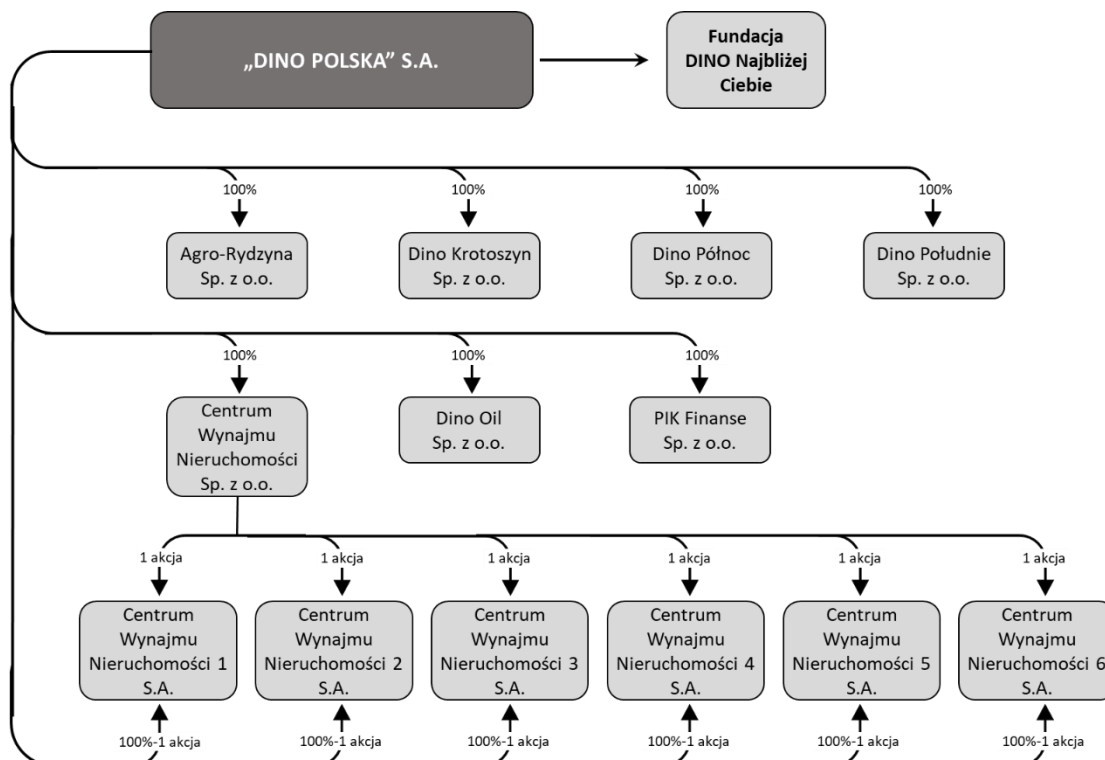 „DINO POLSKA” S.A.
Fundacja
DINO Najbliżej
Ciebie
100%
100%
100%
100%
Agro-Rydzyna
Sp. z o.o.
Dino Krotoszyn
Sp. z o.o.
Dino Północ
Sp. z o.o.
Dino Południe
Sp. z o.o.
100%
100%
100%
Centrum
Wynajmu
Nieruchomości
Sp. z o.o.
Dino Oil
Sp. z o.o.
PIK Finanse
Sp. z o.o.
1 akcja
1 akcja
1 akcja
1 akcja
1 akcja
1 akcja
Centrum
Wynajmu
Nieruchomości 1
S.A.
Centrum
Wynajmu
Nieruchomości 2
S.A.
Centrum
Wynajmu
Nieruchomości 3
S.A.
Centrum
Wynajmu
Nieruchomości 4
S.A.
Centrum
Wynajmu
Nieruchomości 5
S.A.
Centrum
Wynajmu
Nieruchomości 6
S.A.
100%-1 akcja
100%-1 akcja
100%-1 akcja
100%-1 akcja
100%-1 akcja
100%-1 akcja